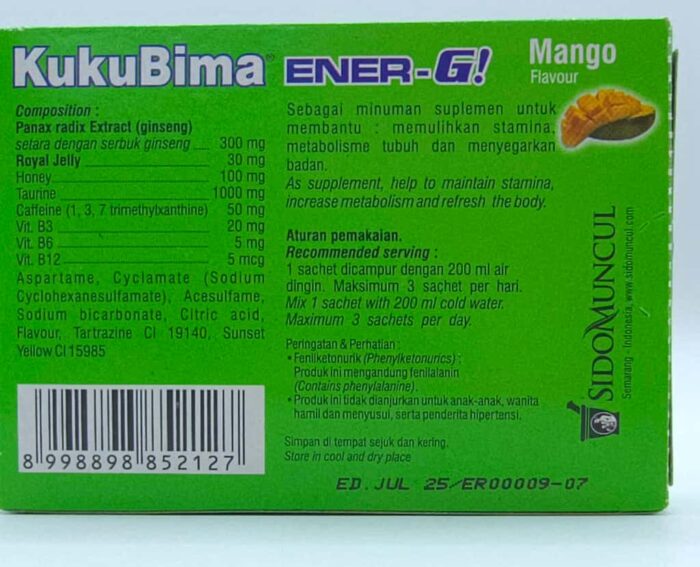 KukuBima® ENER-G!
Mango
Flavour
Composition :
Panax radix Extract (ginseng)
setara dengan serbuk ginseng 300 mg
Royal Jelly 30 mg
Honey 100 mg
Taurine 1000 mg
Caffeine (1, 3, 7 trimethylxanthine) 50 mg
Vit. B3 20 mg
Vit. B6 5 mg
Vit. B12 5 mcg
Aspartame, Cyclamate (Sodium
Cyclohexanesulfamate), Acesulfame,
Sodium bicarbonate, Citric acid,
Flavour, Tartrazine CI 19140, Sunset
Yellow CI 15985
8 998898 852127
Sebagai minuman suplemen untuk
membantu : memulihkan stamina,
metabolisme tubuh dan menyegarkan
badan.
As supplement, help to maintain stamina,
increase metabolism and refresh the body.
Aturan pemakaian.
Recommended serving :
1 sachet dicampur dengan 200 ml air
dingin. Maksimum 3 sachet per hari.
Mix 1 sachet with 200 ml cold water.
Maximum 3 sachets per day.
Peringatan & Perhatian :
• Fenilketonurik (Phenylketonurics) :
Produk ini mengandung fenilalanin
(Contains phenylalanine).
• Produk ini tidak dianjurkan untuk anak-anak, wanita
hamil dan menyusui, serta penderita hipertensi.
Simpan di tempat sejuk dan kering.
Store in cool and dry place
ED. JUL 25/ER00009-07
SIDOMUNCUL
Semarang - Indonesia, www.sidomuncul.com